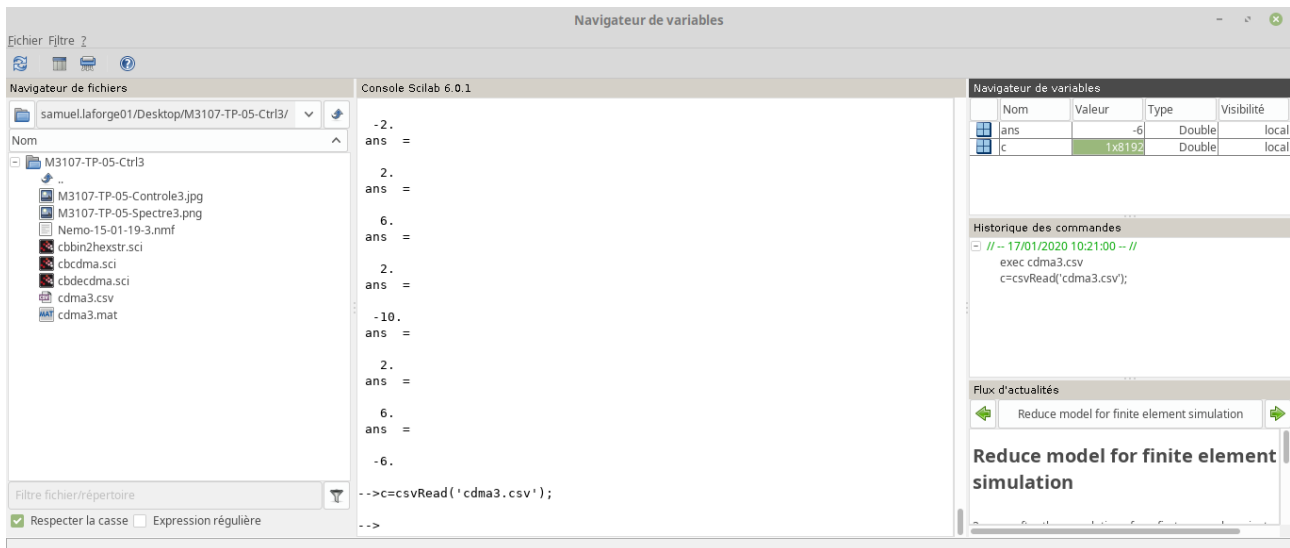 Navigateur de variables
Fichier Filtre ?
Navigateur de fichiers
samuel.laforge01/Desktop/M3107-TP-05-Ctrl3/
Nom
M3107-TP-05-Ctrl3
..
M3107-TP-05-Controle3.jpg
M3107-TP-05-Spectre3.png
Nemo-15-01-19-3.nmf
cbbin2hexstr.sci
cbcdma.sci
cbdecdma.sci
cdma3.csv
MAT cdma3.mat
Filtre fichier/répertoire
Respecter la casse Expression régulière
Console Scilab 6.0.1
-2.
ans =
2.
ans =
6.
ans =
2.
ans =
-10.
ans =
2.
ans =
6.
ans =
-6.
-->c=csvRead('cdma3.csv');
-->
Navigateur de variables
Nom Valeur Type Visibilité
ans -6 Double local
c 1x8192 Double local
Historique des commandes
// -- 17/01/2020 10:21:00 -- //
exec cdma3.csv
c=csvRead('cdma3.csv');
Flux d'actualités
Reduce model for finite element simulation
Reduce model for finite element
simulation